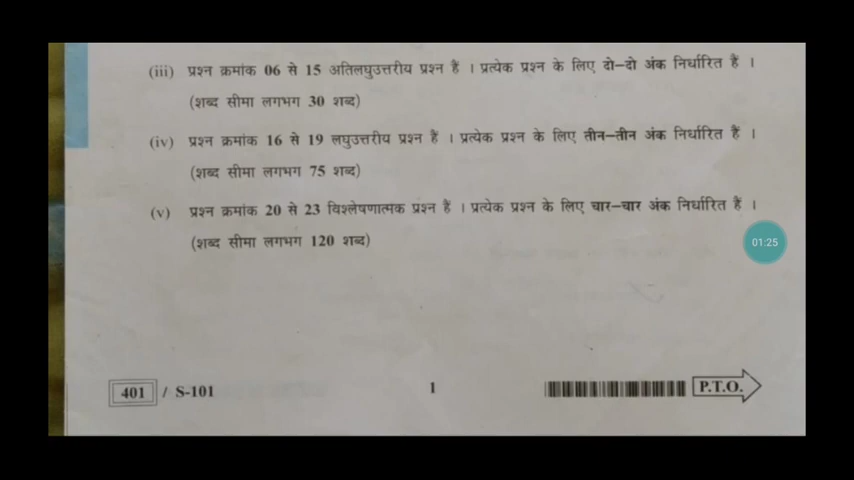 (iii) प्रश्न क्रमांक 06 से 15 अतिलघुउत्तरीय प्रश्न हैं । प्रत्येक प्रश्न के लिए दो–दो अंक निर्धारित हैं ।
(शब्द सीमा लगभग 30 शब्द)
(iv) प्रश्न क्रमांक 16 से 19 लघुउत्तरीय प्रश्न हैं । प्रत्येक प्रश्न के लिए तीन–तीन अंक निर्धारित हैं ।
(शब्द सीमा लगभग 75 शब्द)
(v) प्रश्न क्रमांक 20 से 23 विश्लेषणात्मक प्रश्न हैं । प्रत्येक प्रश्न के लिए चार–चार अंक निर्धारित हैं ।
(शब्द सीमा लगभग 120 शब्द)
01:25
401 / S-101 1 P.T.O.